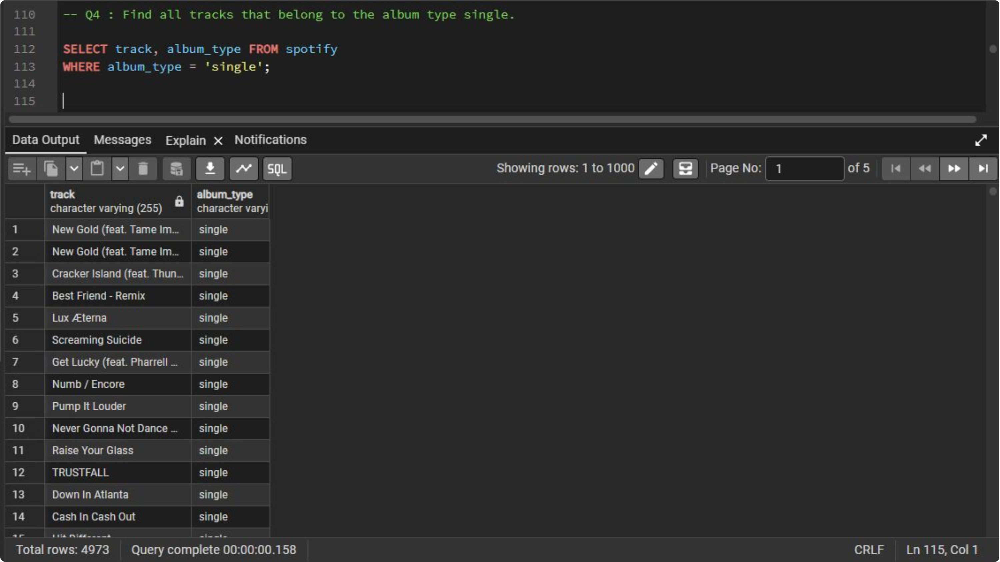 110 -- Q4 : Find all tracks that belong to the album type single.
111
112 SELECT track, album_type FROM spotify
113 WHERE album_type = 'single';
114
115
Data Output Messages Explain Notifications
SQL Showing rows: 1 to 1000 Page No: 1 of 5
track album_type
character varying (255) character varyi
1 New Gold (feat. Tame Im... single
2 New Gold (feat. Tame Im... single
3 Cracker Island (feat. Thun... single
4 Best Friend - Remix single
5 Lux Æterna single
6 Screaming Suicide single
7 Get Lucky (feat. Pharrell ... single
8 Numb / Encore single
9 Pump It Louder single
10 Never Gonna Not Dance ... single
11 Raise Your Glass single
12 TRUSTFALL single
13 Down In Atlanta single
14 Cash In Cash Out single
15 Hit Different single
Total rows: 4973 Query complete 00:00:00.158 CRLF Ln 115, Col 1